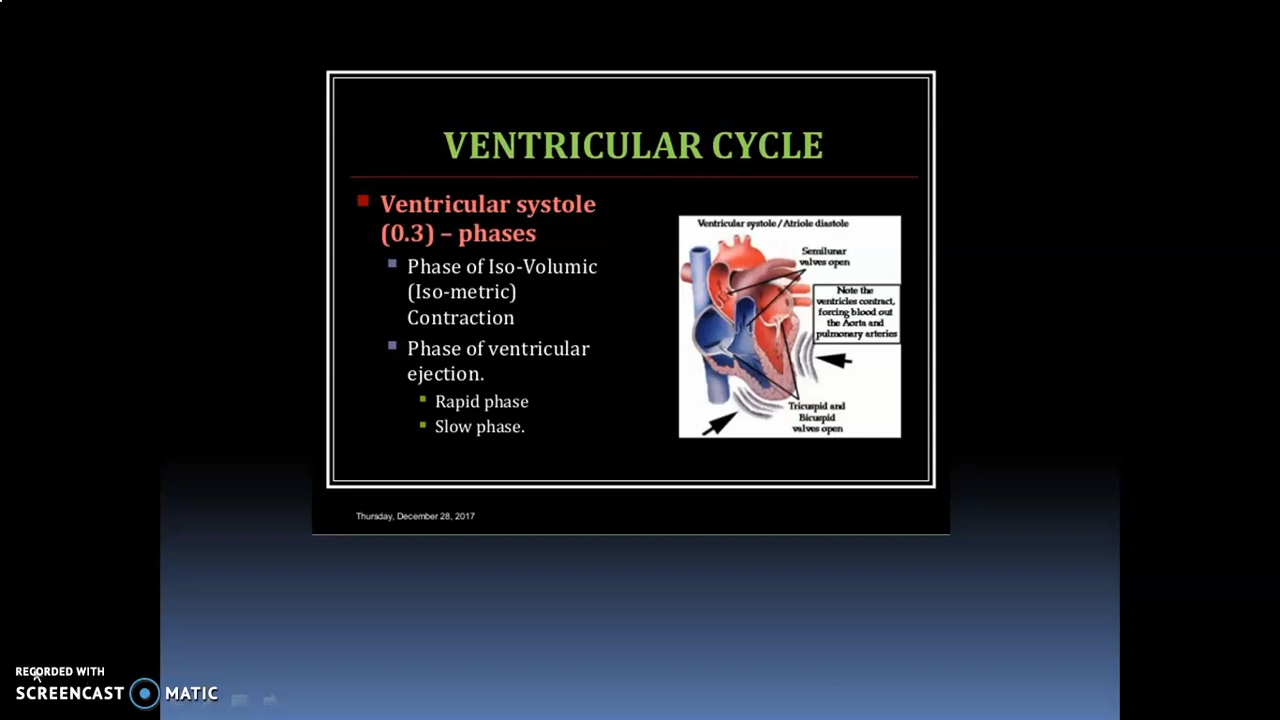 VENTRICULAR CYCLE
Ventricular systole
(0.3) – phases
Phase of Iso-Volumic
(Iso-metric)
Contraction
Phase of ventricular
ejection.
Rapid phase
Slow phase.
Ventricular systole / Atriole diastole
Semilunar
valves open
Note the
ventricles contract,
forcing blood out
the Aorta and
pulmonary arteries
Tricuspid and
Bicuspid
valves open
Thursday, December 28, 2017
RECORDED WITH
SCREENCAST MATIC